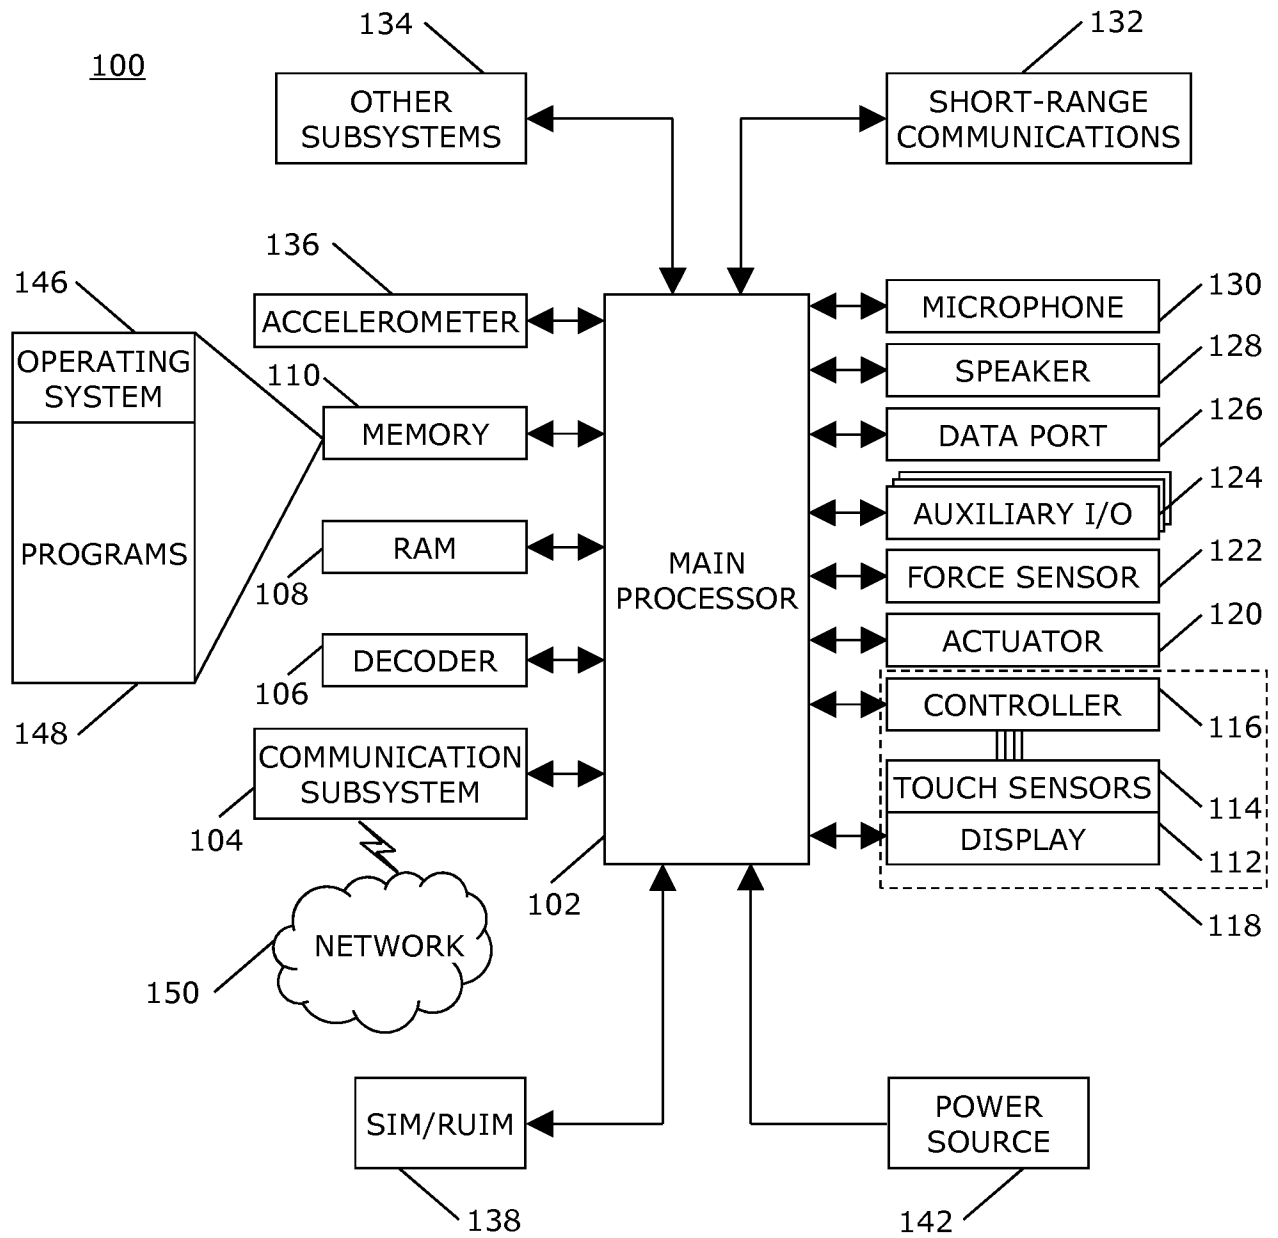 100
134
OTHER
SUBSYSTEMS
132
SHORT-RANGE
COMMUNICATIONS
136
ACCELEROMETER
146
OPERATING
SYSTEM
PROGRAMS
148
110
MEMORY
RAM
108
DECODER
106
COMMUNICATION
SUBSYSTEM
104
NETWORK
150
MAIN
PROCESSOR
102
MICROPHONE
130
SPEAKER
128
DATA PORT
126
AUXILIARY I/O
124
FORCE SENSOR
122
ACTUATOR
120
CONTROLLER
116
TOUCH SENSORS
114
DISPLAY
112
118
SIM/RUIM
138
POWER
SOURCE
142